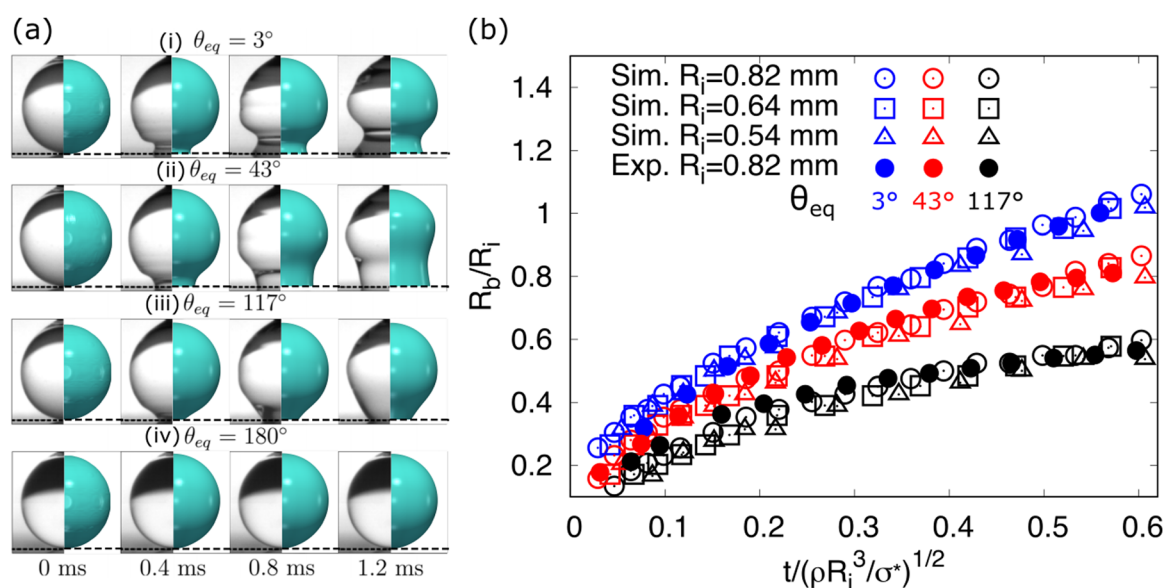 (a)
(i) θeq = 3°
(ii) θeq = 43°
(iii) θeq = 117°
(iv) θeq = 180°
0 ms 0.4 ms 0.8 ms 1.2 ms
(b)
Rb/Ri
1.4
1.2
1
0.8
0.6
0.4
0.2
Sim. Ri=0.82 mm
Sim. Ri=0.64 mm
Sim. Ri=0.54 mm
Exp. Ri=0.82 mm
θeq 3° 43° 117°
0 0.1 0.2 0.3 0.4 0.5 0.6
t/(ρRi³/σ*)1/2